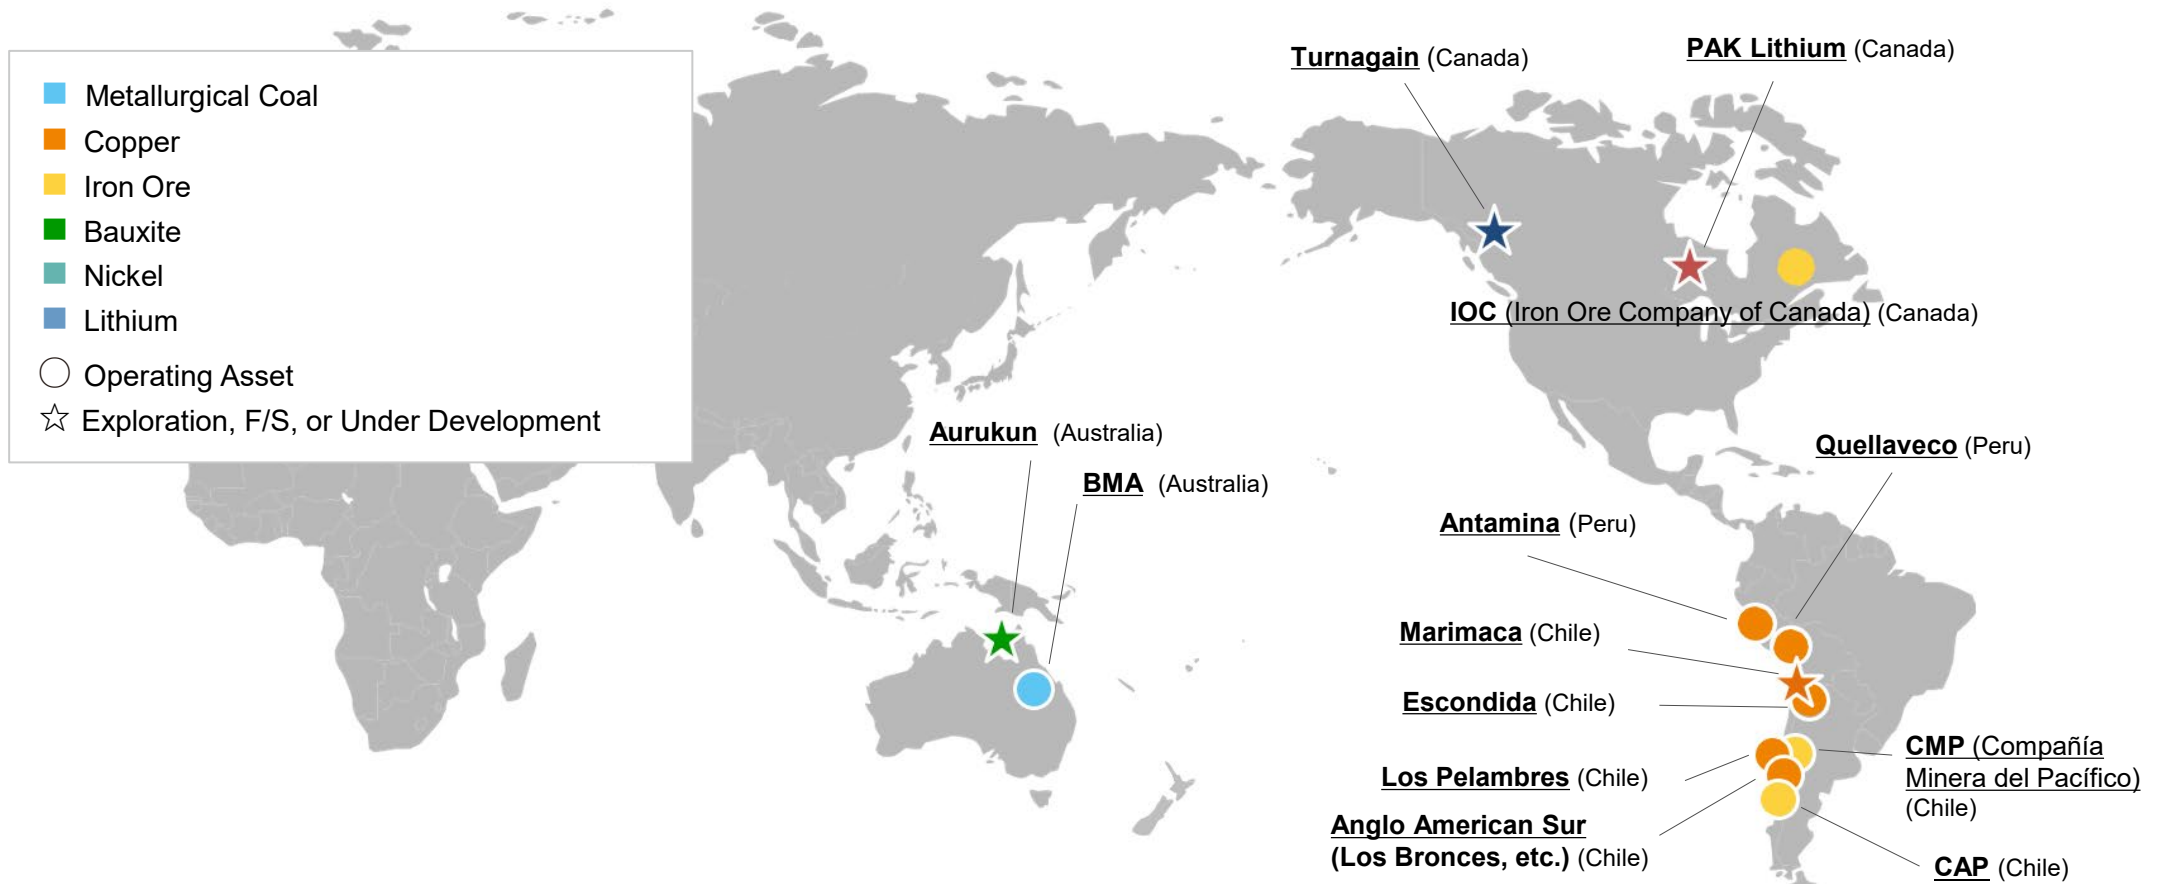 Metallurgical Coal
Copper
Iron Ore
Bauxite
Nickel
Lithium
Operating Asset
Exploration, F/S, or Under Development
Turnagain (Canada)
PAK Lithium (Canada)
IOC (Iron Ore Company of Canada) (Canada)
Aurukun (Australia)
BMA (Australia)
Quellaveco (Peru)
Antamina (Peru)
Marimaca (Chile)
Escondida (Chile)
Los Pelambres (Chile)
CMP (Compañía
Minera del Pacífico)
(Chile)
Anglo American Sur
(Los Bronces, etc.) (Chile)
CAP (Chile)